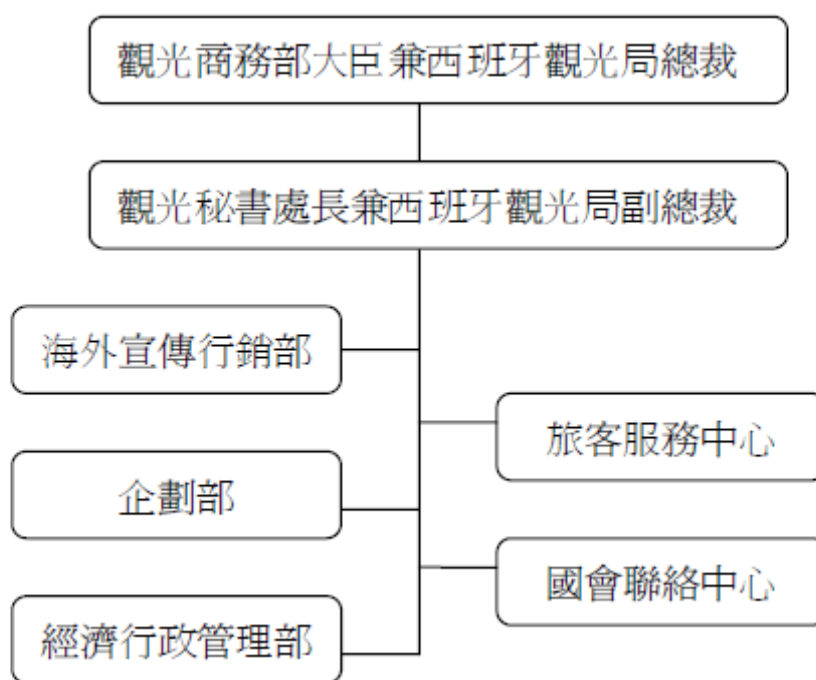 觀光商務部大臣兼西班牙觀光局總裁
觀光秘書處長兼西班牙觀光局副總裁
海外宣傳行銷部
旅客服務中心
企劃部
國會聯絡中心
經濟行政管理部